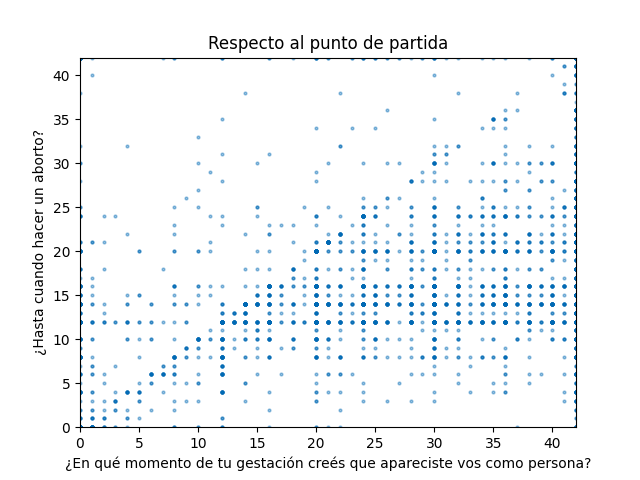 Respecto al punto de partida
¿Hasta cuando hacer un aborto?
40
35
30
25
20
15
10
5
0
0 5 10 15 20 25 30 35 40
¿En qué momento de tu gestación creés que apareciste vos como persona?